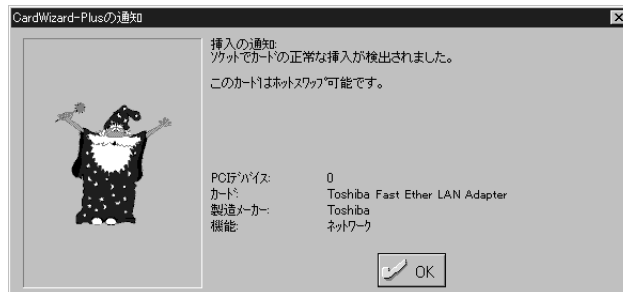 CardWizard-Plusの通知
挿入の通知:
ｿｹｯﾄでｶｰﾄﾞの正常な挿入が検出されました。
このｶｰﾄﾞはﾎｯﾄｽﾜｯﾌﾟ可能です。
PCIﾃﾞﾊﾞｲｽ: 0
ｶｰﾄﾞ: Toshiba Fast Ether LAN Adapter
製造ﾒｰｶｰ: Toshiba
機能: ﾈｯﾄﾜｰｸ
OK